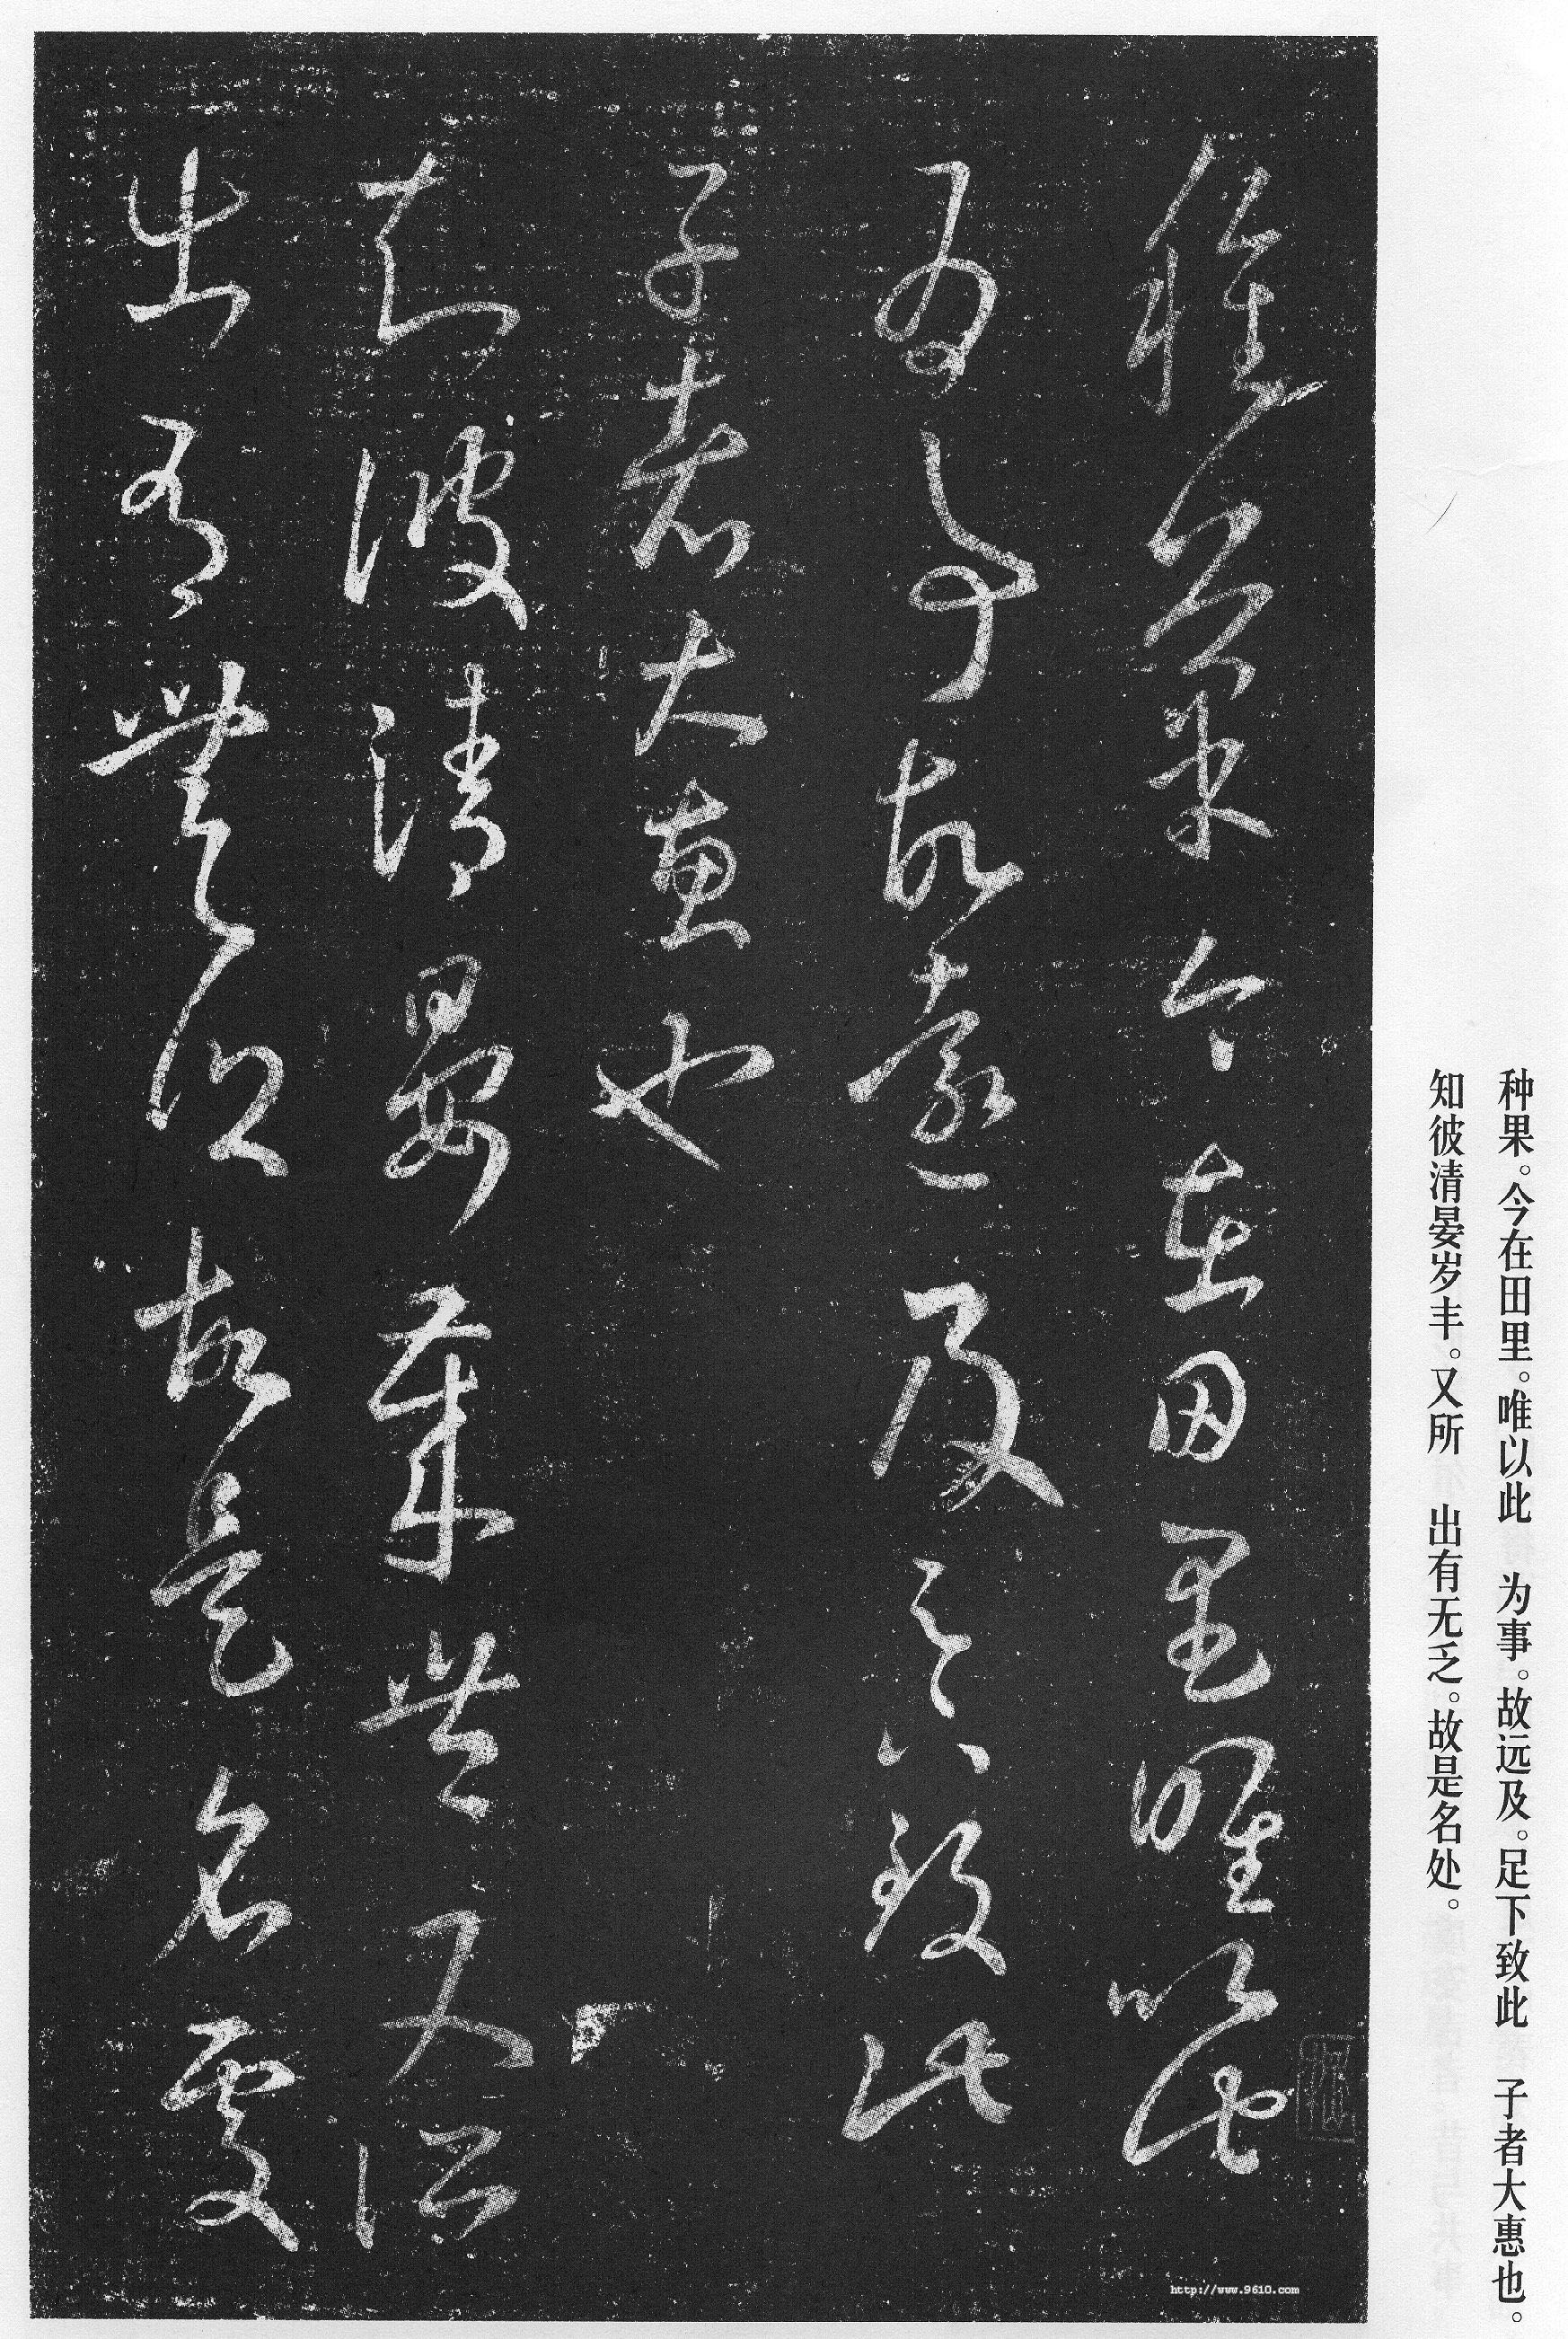 种果。今在田里。唯以此　为事。故远及。足下致此　子者大惠也。
知彼清晏岁丰。又所　出有无乏。故是名处。
種菓今在田里唯以此
為事故遠及足下致此
子者大惠也
知彼清晏歲豐又所
出有無乏故是名處
http://www.9610.com